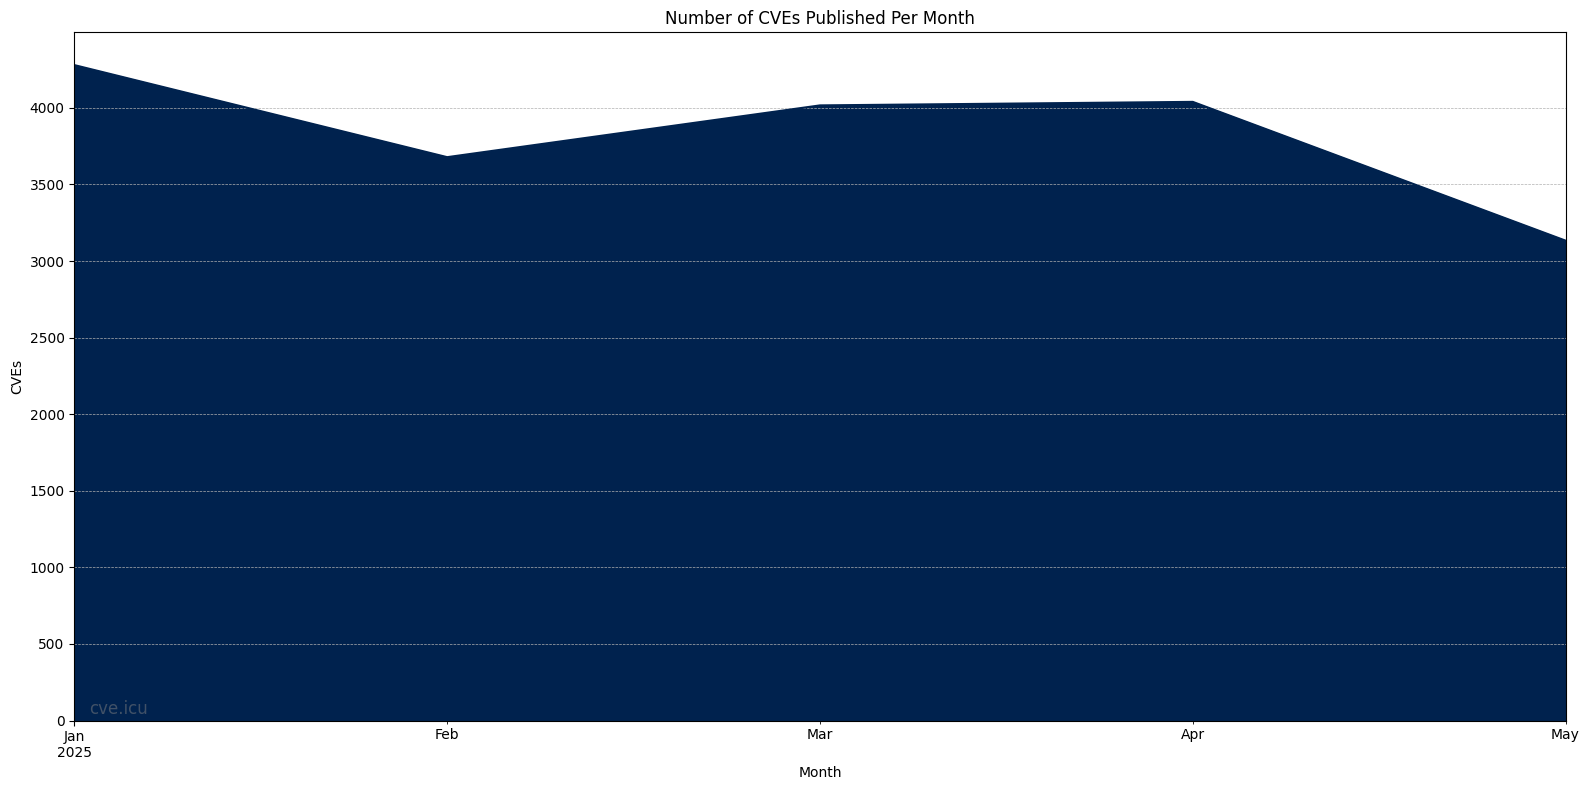 Number of CVEs Published Per Month
4000
3500
3000
2500
2000
1500
1000
500
0
CVEs
cve.icu
Jan
2025
Feb
Mar
Apr
May
Month